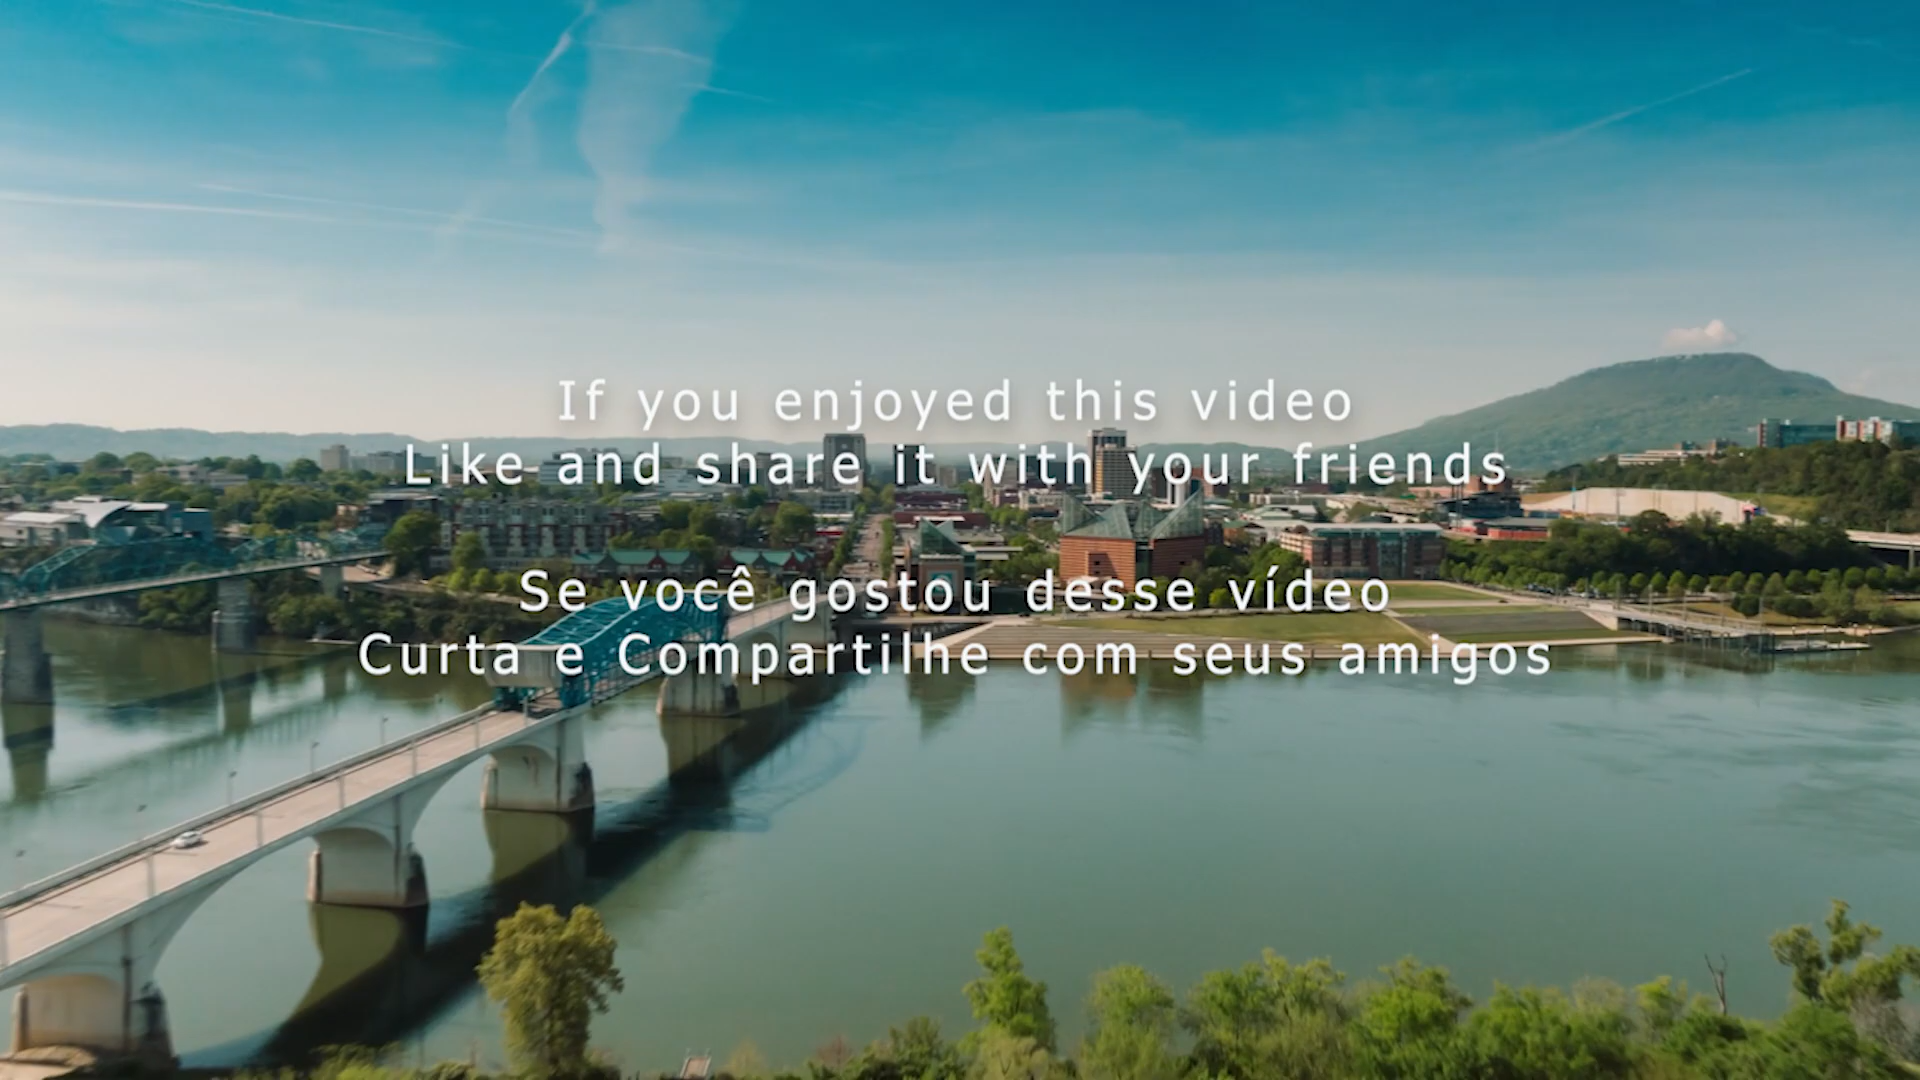 If you enjoyed this video
Like and share it with your friends
Se você gostou desse vídeo
Curta e Compartilhe com seus amigos